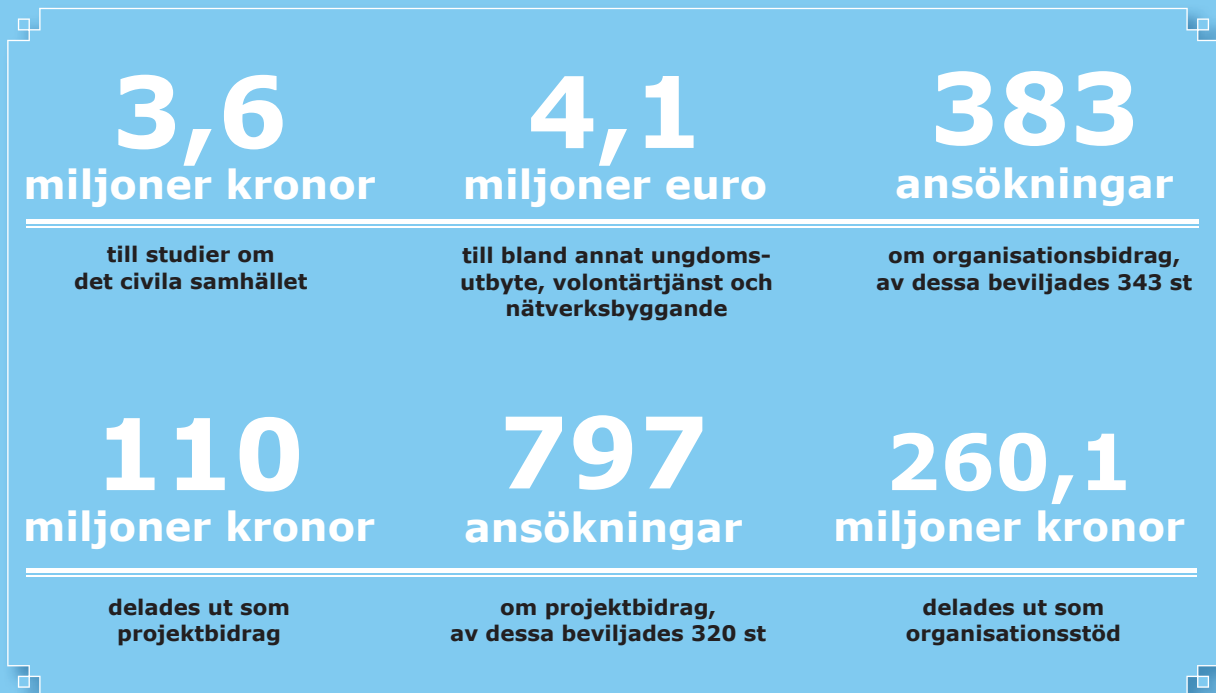 3,6
miljoner kronor
till studier om
det civila samhället
4,1
miljoner euro
till bland annat ungdoms-
utbyte, volontärtjänst och
nätverksbyggande
383
ansökningar
om organisationsbidrag,
av dessa beviljades 343 st
110
miljoner kronor
delades ut som
projektbidrag
797
ansökningar
om projektbidrag,
av dessa beviljades 320 st
260,1
miljoner kronor
delades ut som
organisationsstöd